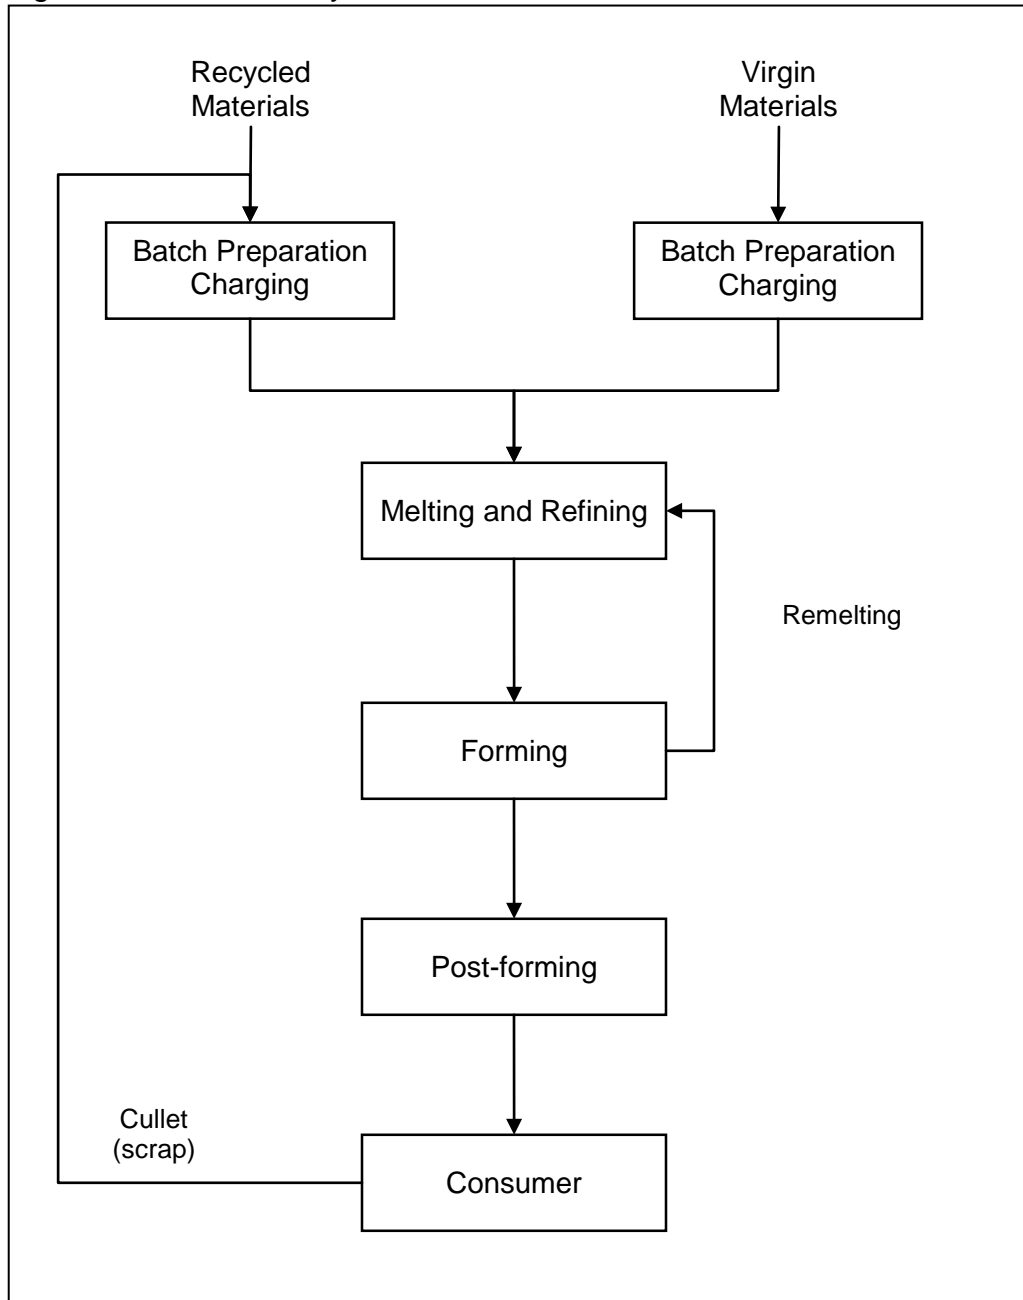 Recycled
Materials
Virgin
Materials
Batch Preparation
Charging
Batch Preparation
Charging
Melting and Refining
Remelting
Forming
Post-forming
Cullet
(scrap)
Consumer